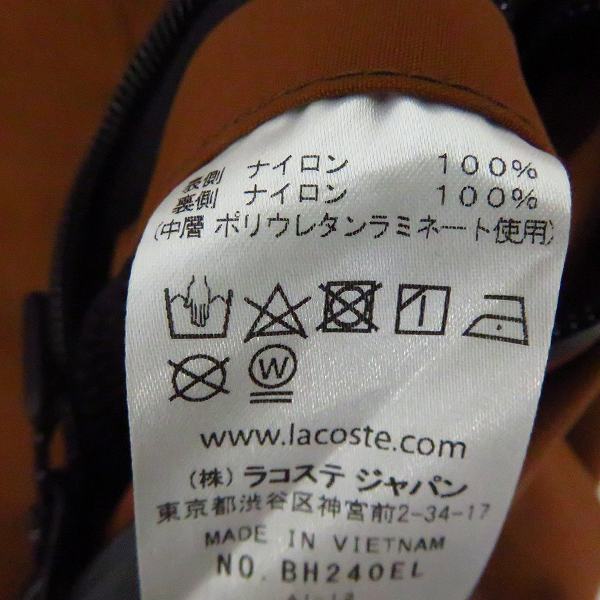 表側 ナイロン 100%
裏側 ナイロン 100%
(中層 ポリウレタンラミネート使用)
W
www.lacoste.com
(株) ラコステ ジャパン
東京都渋谷区神宮前2-34-17
MADE IN VIETNAM
NO. BH240EL